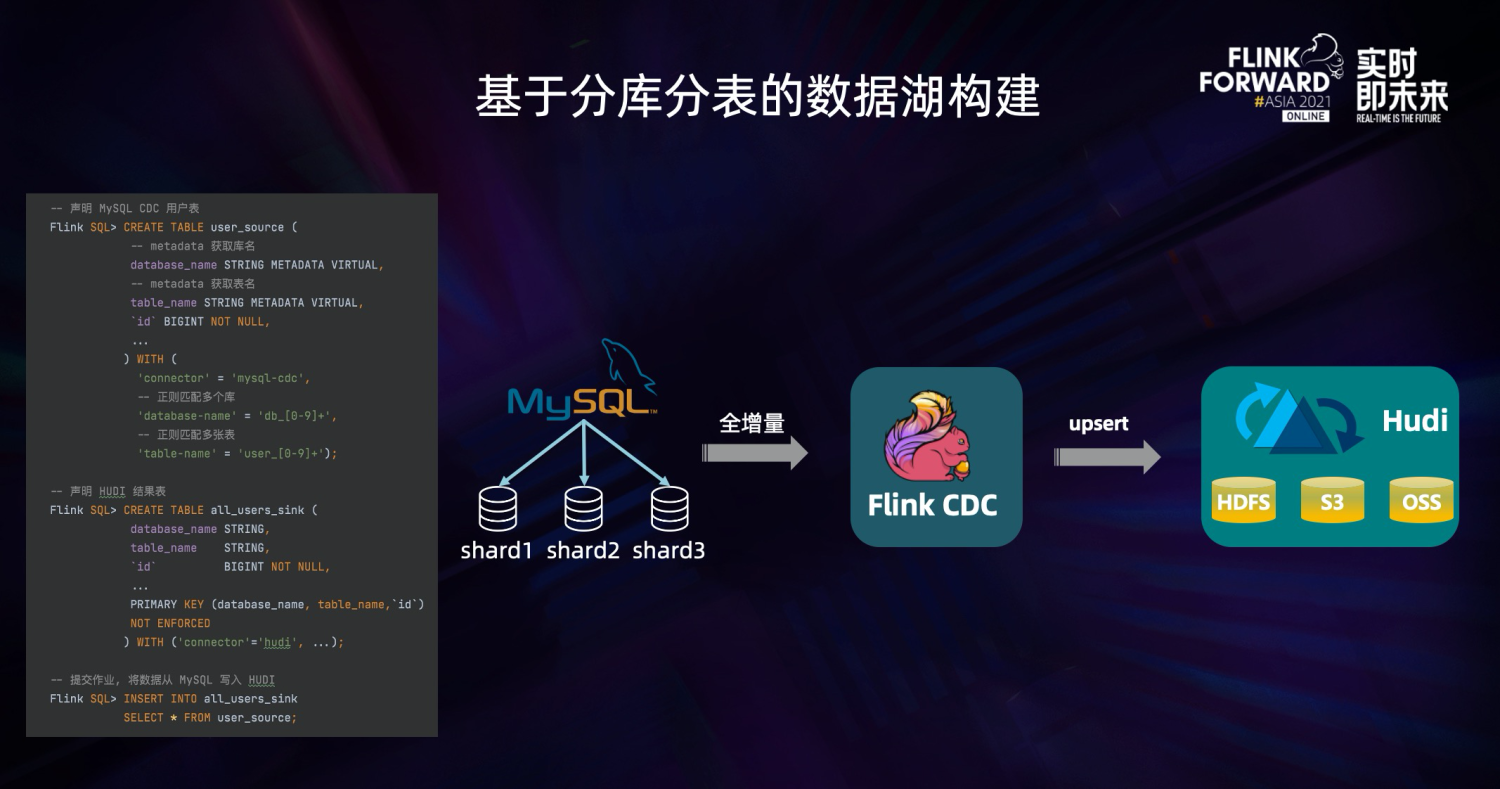 基于分库分表的数据湖构建
FLINK
FORWARD
#ASIA 2021
ONLINE
实时
即未来
REAL-TIME IS THE FUTURE
-- 声明 MySQL CDC 用户表
Flink SQL> CREATE TABLE user_source (
-- metadata 获取库名
database_name STRING METADATA VIRTUAL,
-- metadata 获取表名
table_name STRING METADATA VIRTUAL,
`id` BIGINT NOT NULL,
...
) WITH (
'connector' = 'mysql-cdc',
-- 正则匹配多个库
'database-name' = 'db_[0-9]+',
-- 正则匹配多张表
'table-name' = 'user_[0-9]+');
-- 声明 HUDI 结果表
Flink SQL> CREATE TABLE all_users_sink (
database_name STRING,
table_name STRING,
`id` BIGINT NOT NULL,
...
PRIMARY KEY (database_name, table_name,`id`)
NOT ENFORCED
) WITH ('connector'='hudi', ...);
-- 提交作业, 将数据从 MySQL 写入 HUDI
Flink SQL> INSERT INTO all_users_sink
SELECT * FROM user_source;
MySQL™
shard1 shard2 shard3
全增量
Flink CDC
upsert
Hudi
HDFS S3 OSS